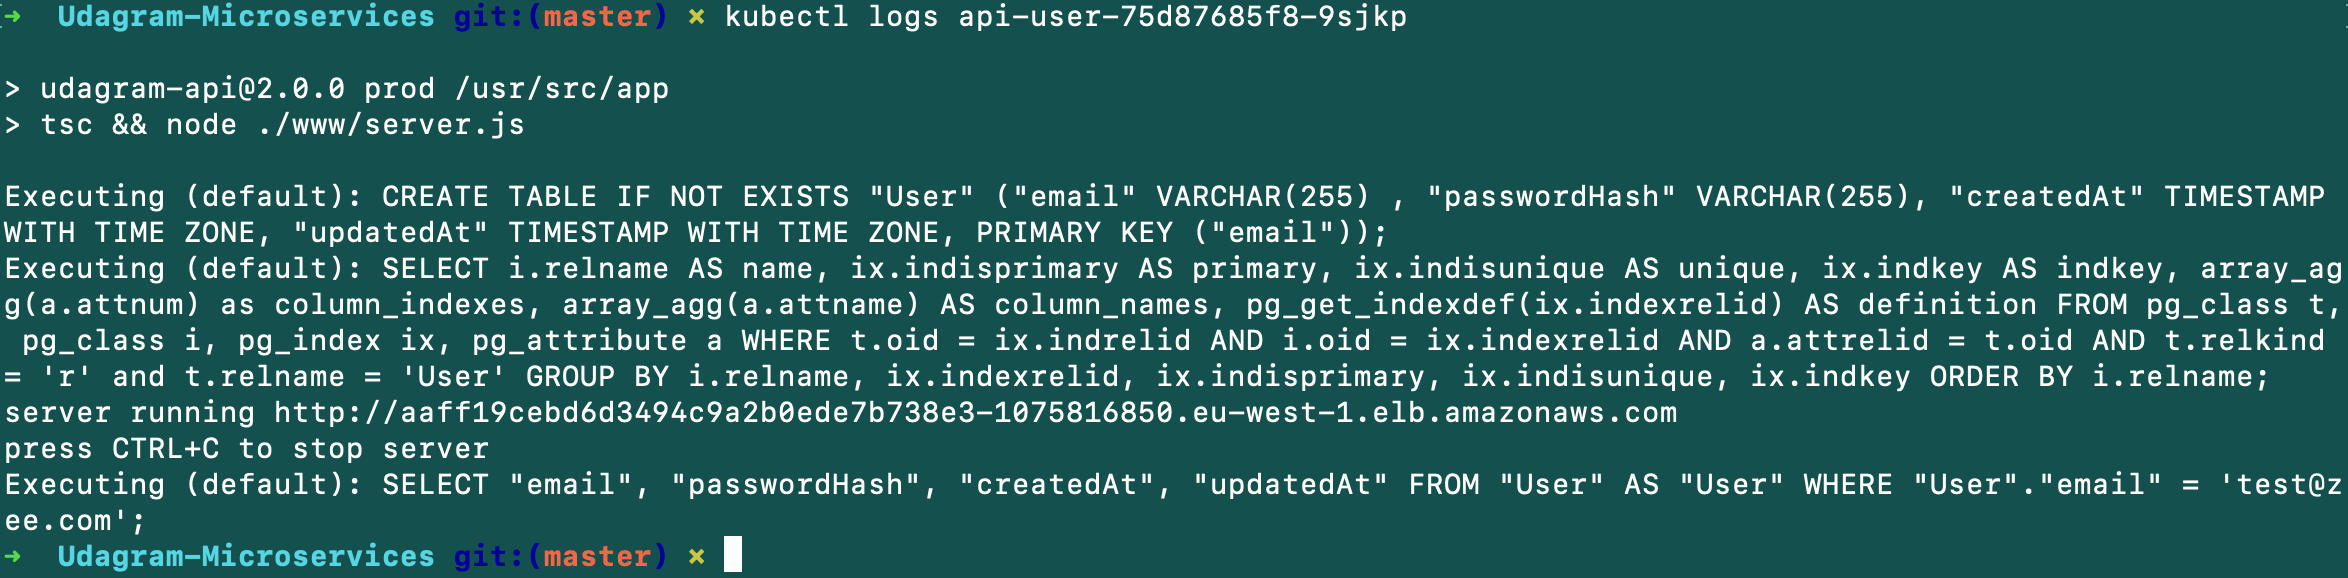 ➜  Udagram-Microservices git:(master) ✗ kubectl logs api-user-75d87685f8-9sjkp
> udagram-api@2.0.0 prod /usr/src/app
> tsc && node ./www/server.js
Executing (default): CREATE TABLE IF NOT EXISTS "User" ("email" VARCHAR(255) , "passwordHash" VARCHAR(255), "createdAt" TIMESTAMP
WITH TIME ZONE, "updatedAt" TIMESTAMP WITH TIME ZONE, PRIMARY KEY ("email"));
Executing (default): SELECT i.relname AS name, ix.indisprimary AS primary, ix.indisunique AS unique, ix.indkey AS indkey, array_ag
g(a.attnum) as column_indexes, array_agg(a.attname) AS column_names, pg_get_indexdef(ix.indexrelid) AS definition FROM pg_class t,
 pg_class i, pg_index ix, pg_attribute a WHERE t.oid = ix.indrelid AND i.oid = ix.indexrelid AND a.attrelid = t.oid AND t.relkind
= 'r' and t.relname = 'User' GROUP BY i.relname, ix.indexrelid, ix.indisprimary, ix.indisunique, ix.indkey ORDER BY i.relname;
server running http://aaff19cebd6d3494c9a2b0ede7b738e3-1075816850.eu-west-1.elb.amazonaws.com
press CTRL+C to stop server
Executing (default): SELECT "email", "passwordHash", "createdAt", "updatedAt" FROM "User" AS "User" WHERE "User"."email" = 'test@z
ee.com';
➜  Udagram-Microservices git:(master) ✗